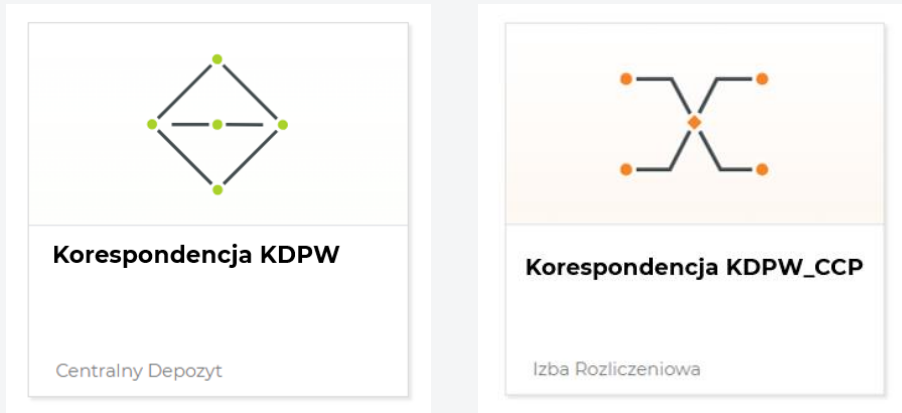 Korespondencja KDPW
Centralny Depozyt
Korespondencja KDPW_CCP
Izba Rozliczeniowa